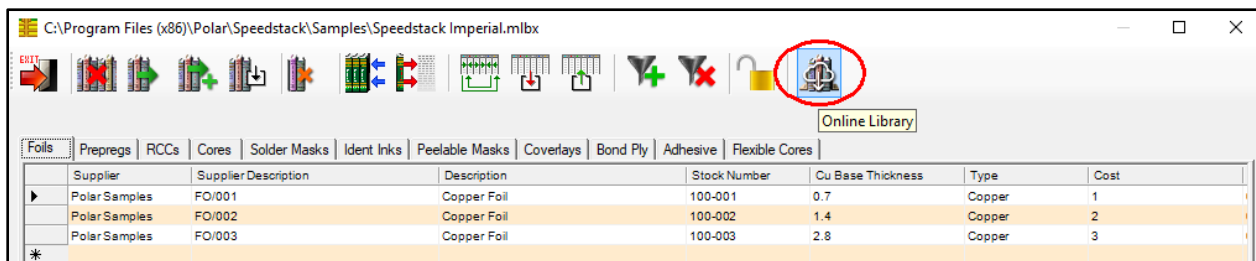 C:\Program Files (x86)\Polar\Speedstack\Samples\Speedstack Imperial.mlbx
EXIT
Online Library
Foils Prepregs RCCs Cores Solder Masks Ident Inks Peelable Masks Coverlays Bond Ply Adhesive Flexible Cores
Supplier Supplier Description Description Stock Number Cu Base Thickness Type Cost
Polar Samples FO/001 Copper Foil 100-001 0.7 Copper 1
Polar Samples FO/002 Copper Foil 100-002 1.4 Copper 2
Polar Samples FO/003 Copper Foil 100-003 2.8 Copper 3